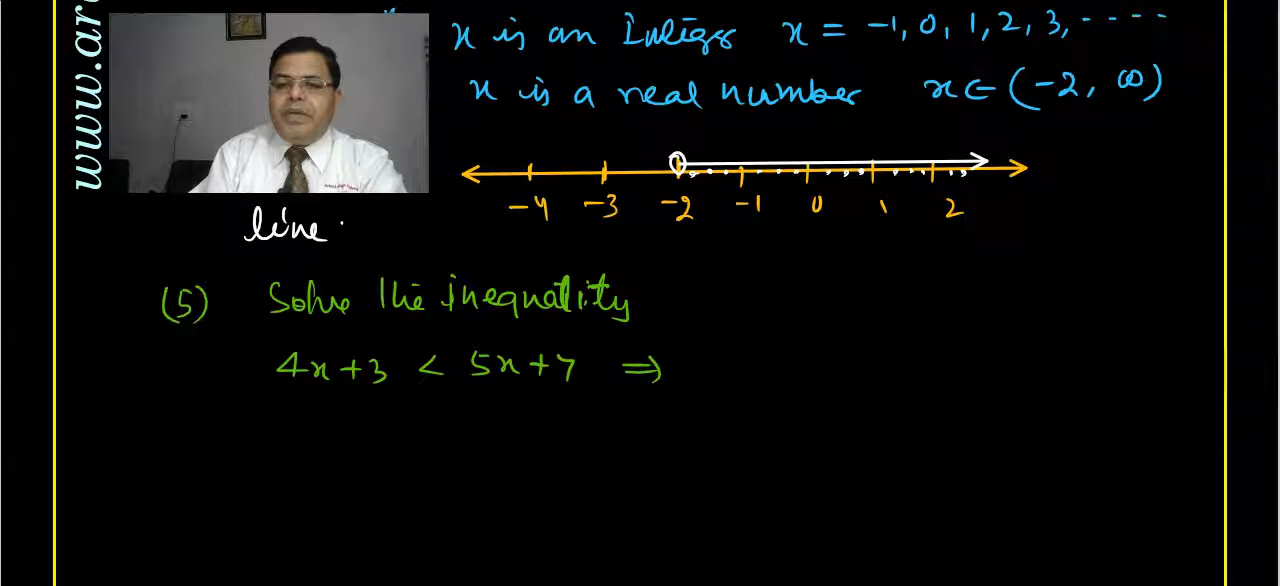 www.ar
x is an Integer x = -1, 0, 1, 2, 3, ----
x is a real number x ∈ (-2, ∞)
-4 -3 -2 -1 0 1 2
line.
(5) Solve the inequality
4x+3 < 5x+7 ⇒